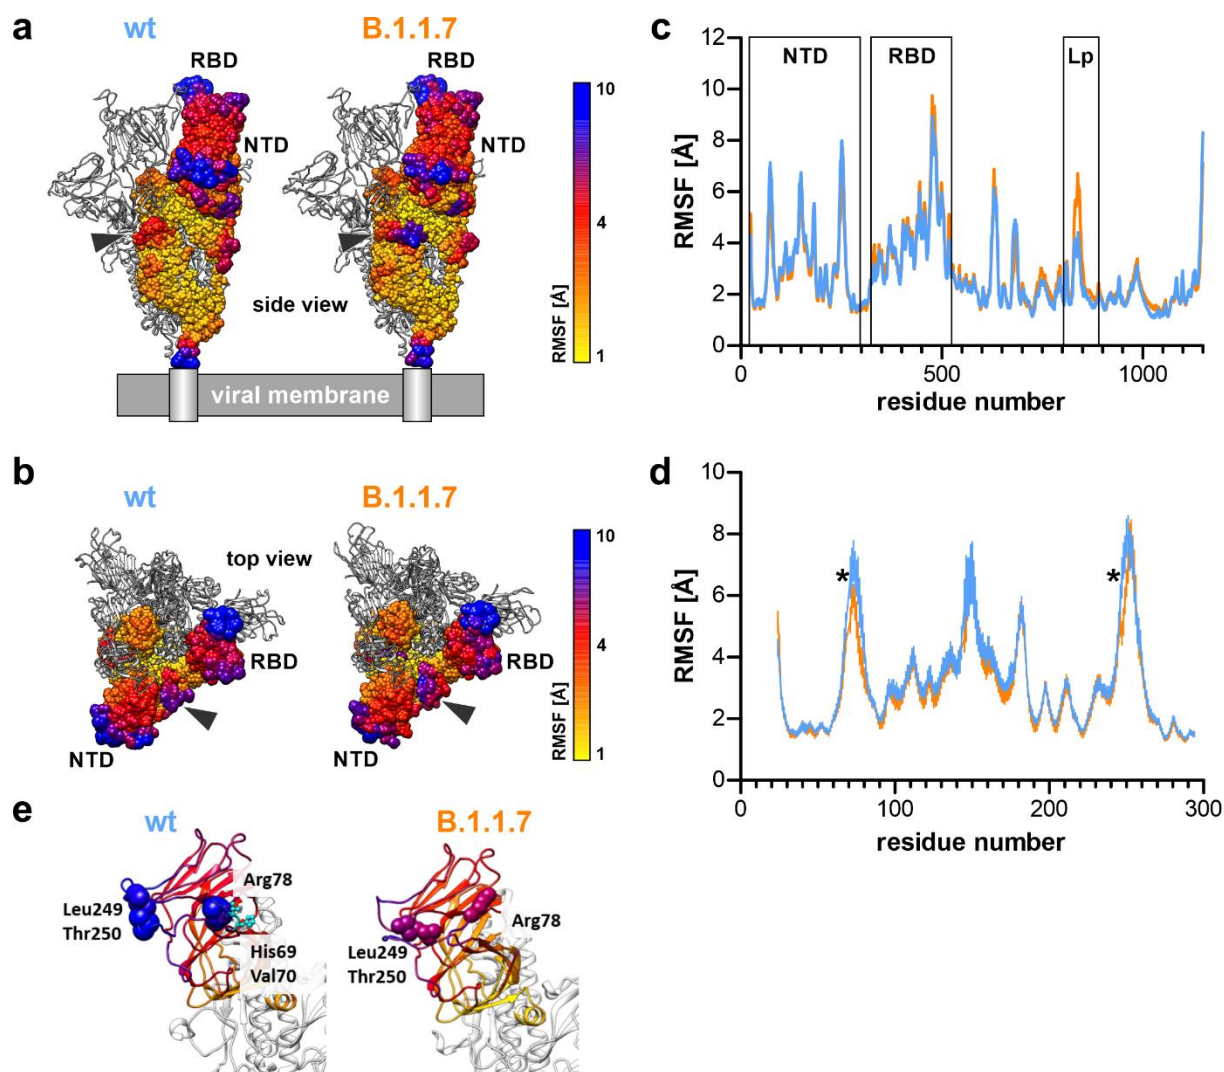 a
wt
B.1.1.7
RBD
RBD
NTD
NTD
side view
viral membrane
10
4
1
RMSF [Å]
b
wt
B.1.1.7
top view
RBD
RBD
NTD
NTD
10
4
1
RMSF [Å]
c
NTD
RBD
Lp
12
10
8
6
4
2
0
RMSF [Å]
0
500
1000
residue number
d
10
8
6
4
2
0
RMSF [Å]
*
*
0
100
200
300
residue number
e
wt
B.1.1.7
Arg78
Leu249
Thr250
His69
Val70
Arg78
Leu249
Thr250